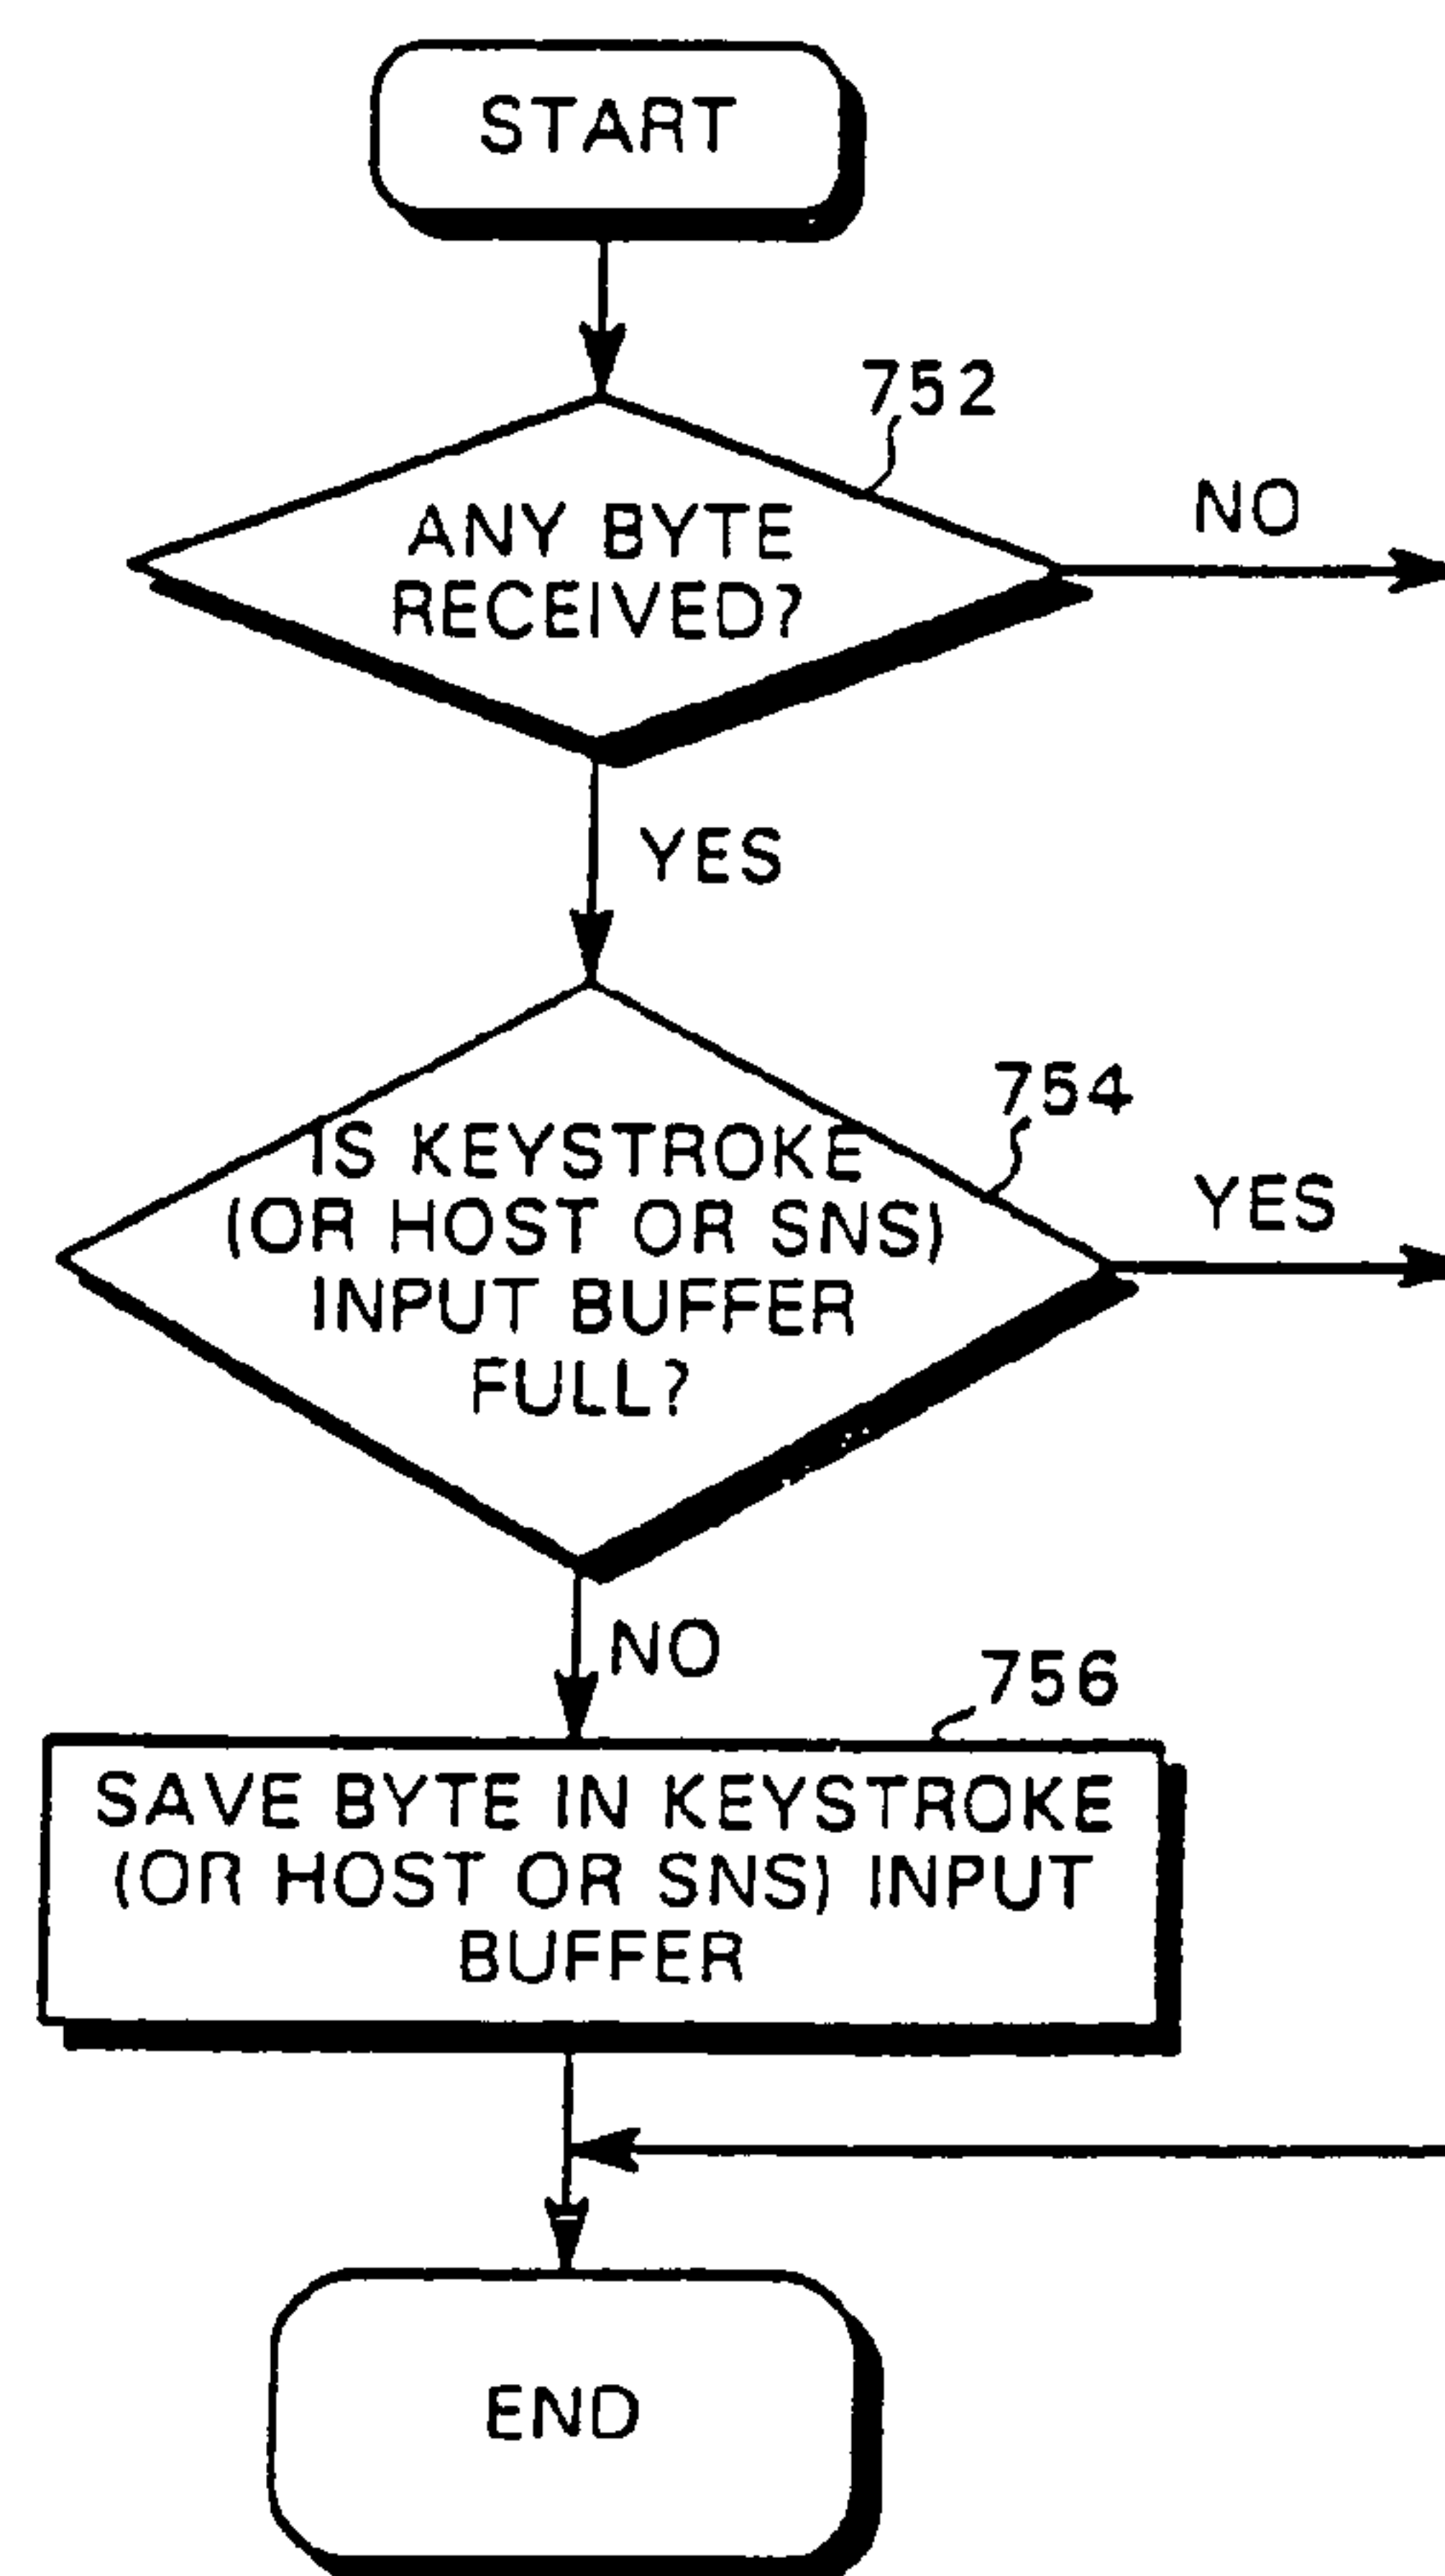 START
752
ANY BYTE
RECEIVED?
NO
YES
754
IS KEYSTROKE
(OR HOST OR SNS)
INPUT BUFFER
FULL?
YES
NO
756
SAVE BYTE IN KEYSTROKE
(OR HOST OR SNS) INPUT
BUFFER
END